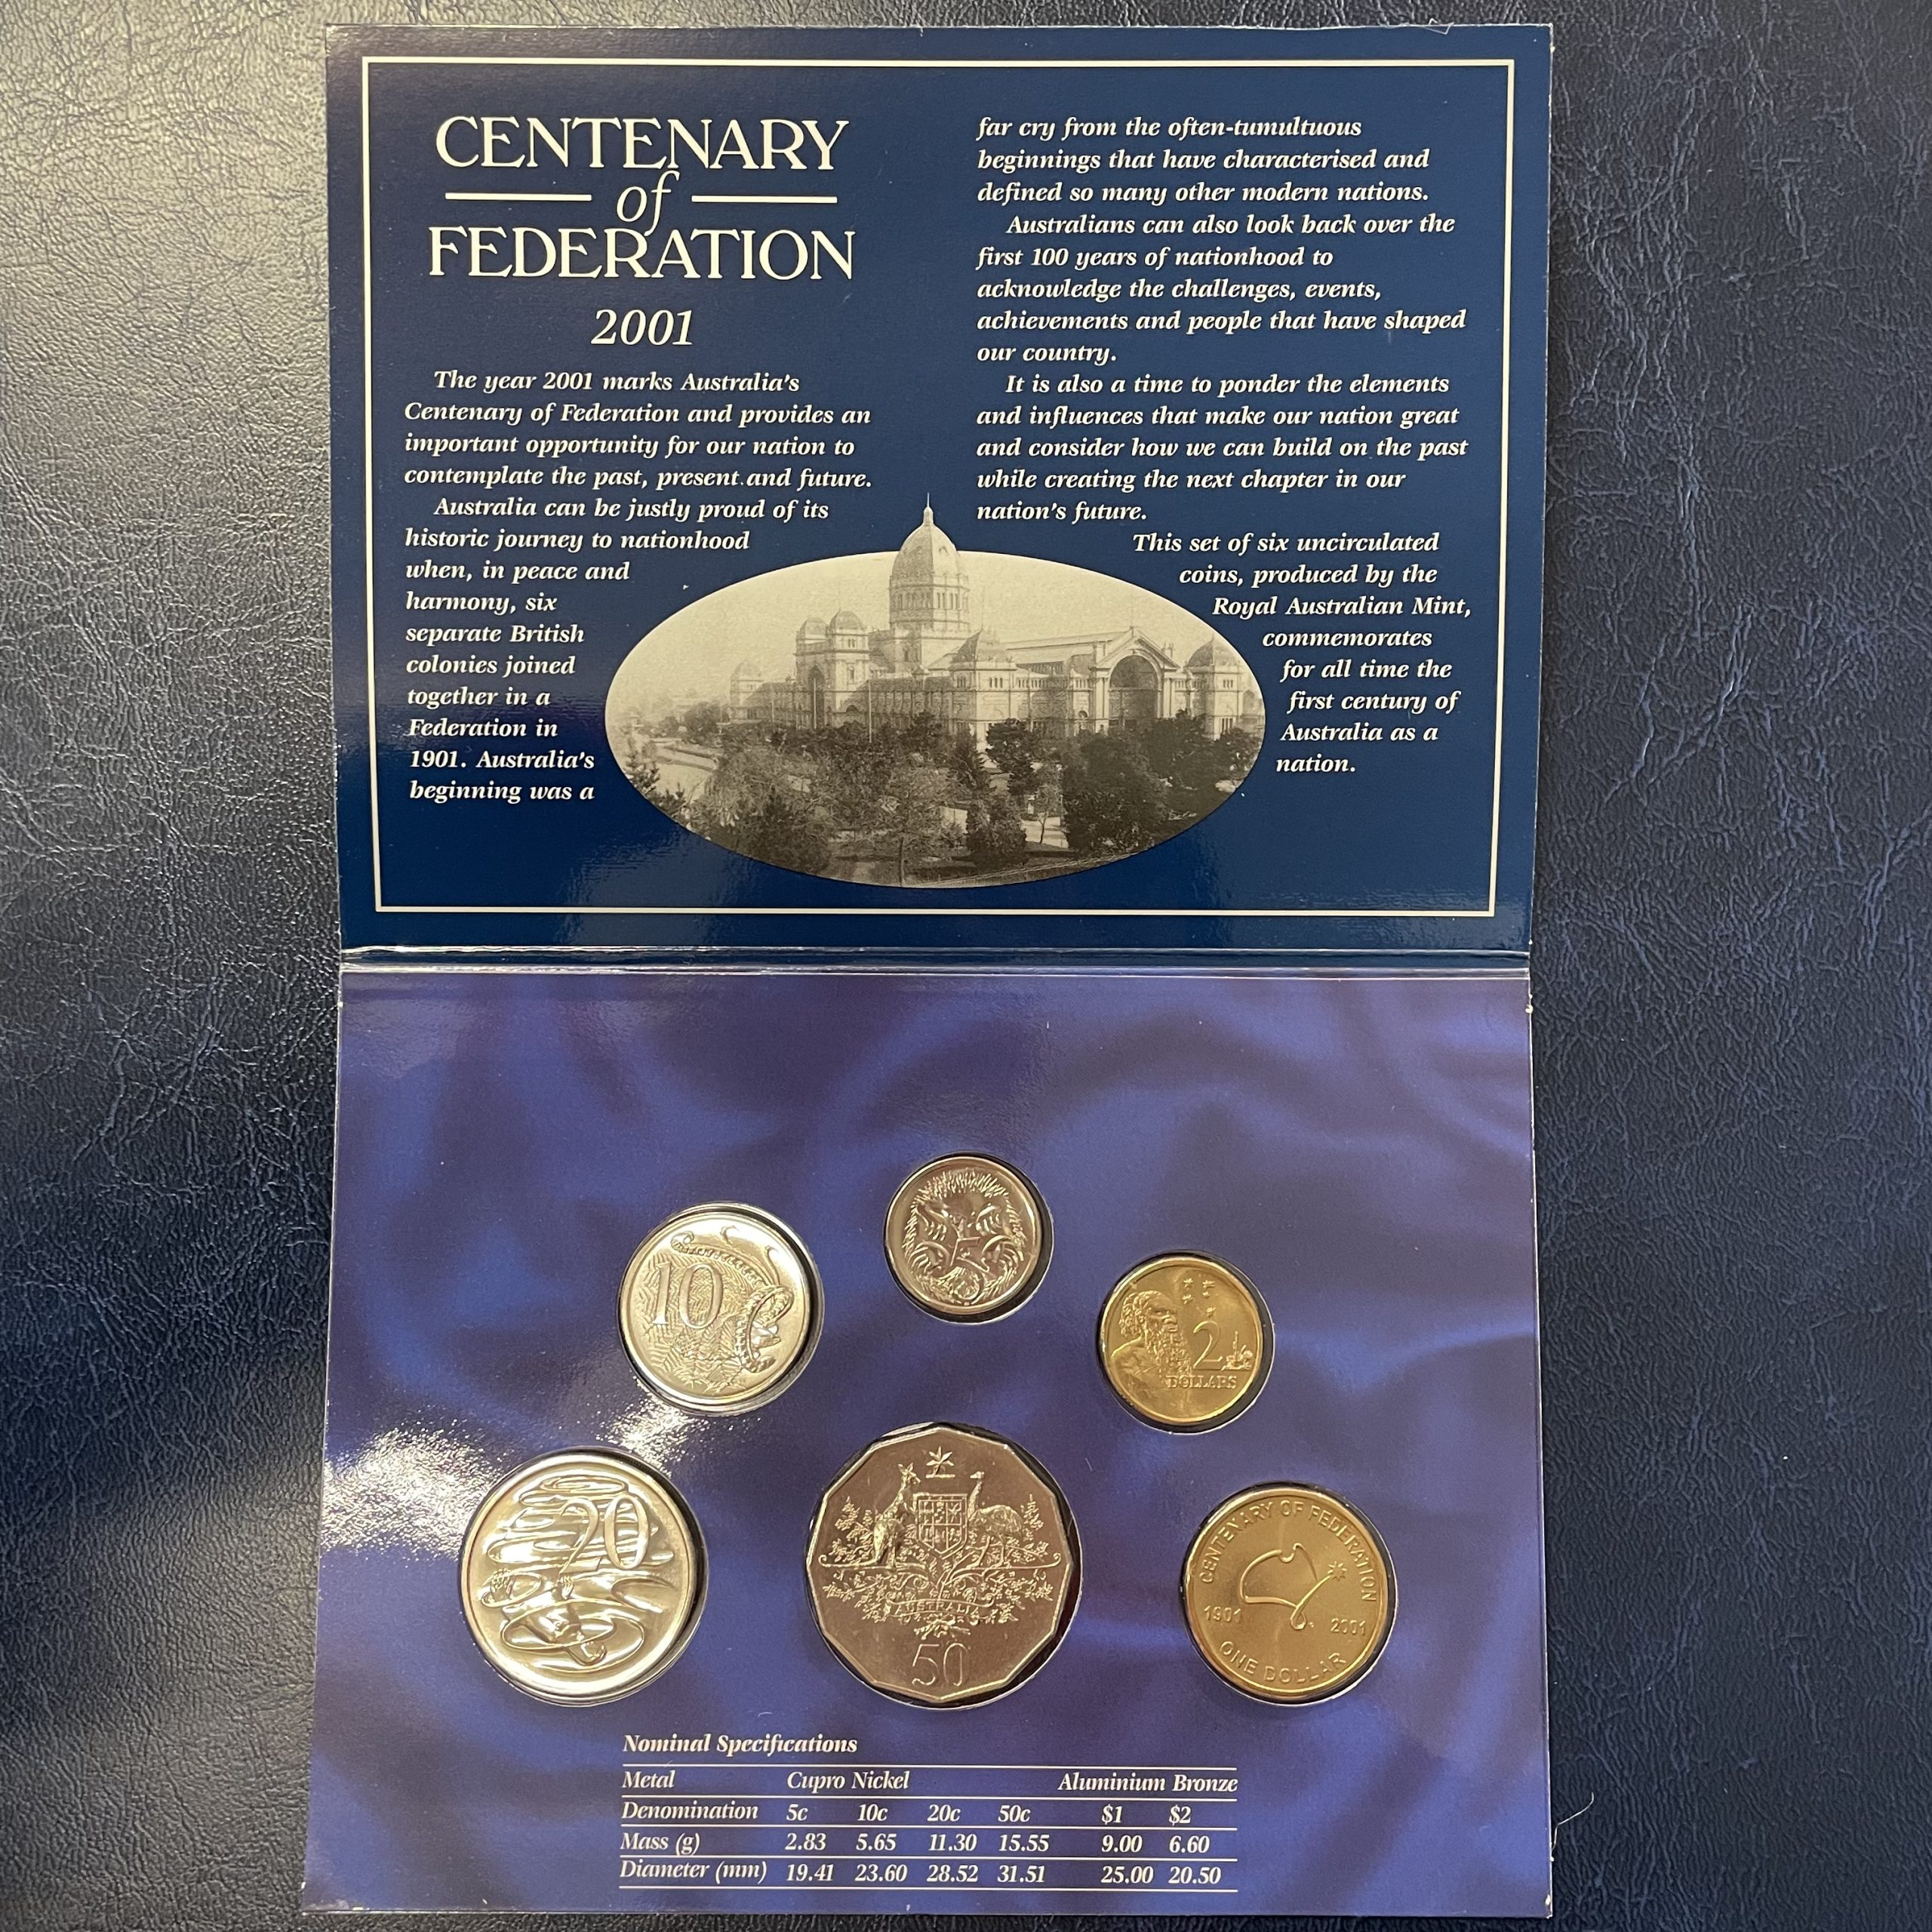 CENTENARY
of
FEDERATION
2001
The year 2001 marks Australia's
Centenary of Federation and provides an
important opportunity for our nation to
contemplate the past, present and future.
Australia can be justly proud of its
historic journey to nationhood
when, in peace and
harmony, six
separate British
colonies joined
together in a
Federation in
1901. Australia's
beginning was a
far cry from the often-tumultuous
beginnings that have characterised and
defined so many other modern nations.
Australians can also look back over the
first 100 years of nationhood to
acknowledge the challenges, events,
achievements and people that have shaped
our country.
It is also a time to ponder the elements
and influences that make our nation great
and consider how we can build on the past
while creating the next chapter in our
nation's future.
This set of six uncirculated
coins, produced by the
Royal Australian Mint,
commemorates
for all time the
first century of
Australia as a
nation.
5
10
2
DOLLARS
20
AUSTRALIA
50
CENTENARY OF FEDERATION
1901 2001
ONE DOLLAR
Nominal Specifications
Metal Cupro Nickel Aluminium Bronze
Denomination 5c 10c 20c 50c $1 $2
Mass (g) 2.83 5.65 11.30 15.55 9.00 6.60
Diameter (mm) 19.41 23.60 28.52 31.51 25.00 20.50